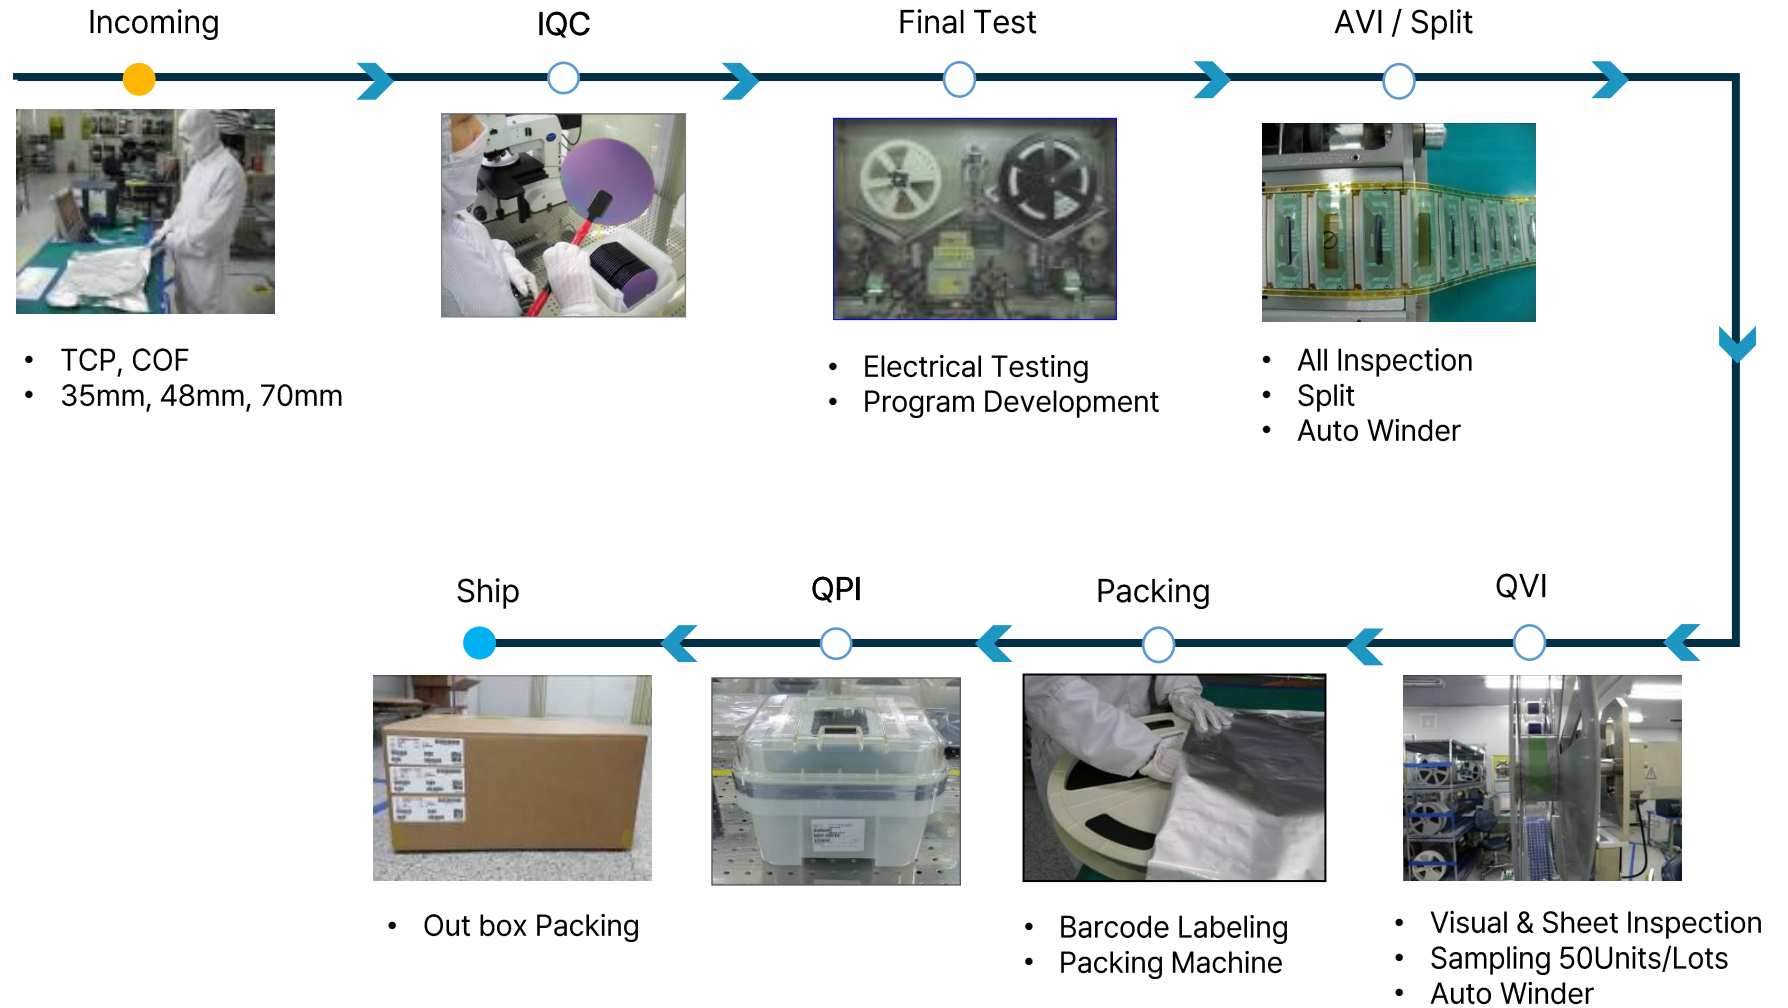 Incoming
IQC
Final Test
AVI / Split
• TCP, COF
• 35mm, 48mm, 70mm
• Electrical Testing
• Program Development
• All Inspection
• Split
• Auto Winder
Ship
QPI
Packing
QVI
• Out box Packing
• Barcode Labeling
• Packing Machine
• Visual & Sheet Inspection
• Sampling 50Units/Lots
• Auto Winder